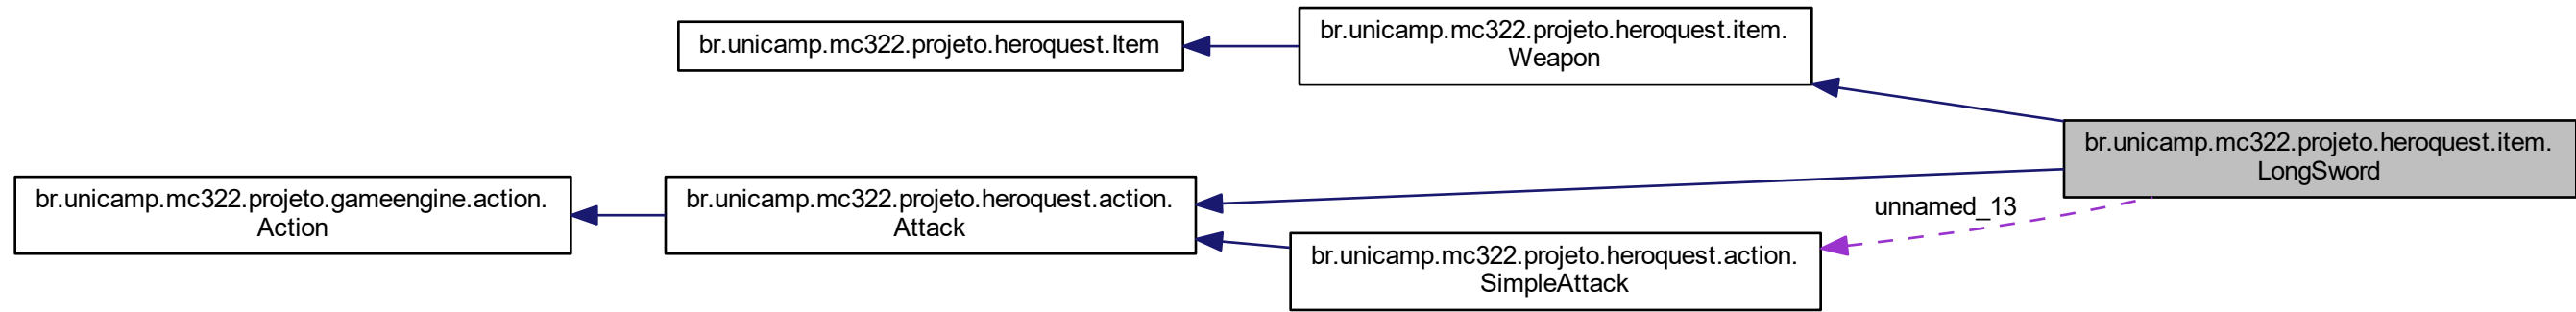 br.unicamp.mc322.projeto.heroquest.Item
br.unicamp.mc322.projeto.heroquest.item.
Weapon
br.unicamp.mc322.projeto.heroquest.item.
LongSword
br.unicamp.mc322.projeto.gameengine.action.
Action
br.unicamp.mc322.projeto.heroquest.action.
Attack
unnamed_13
br.unicamp.mc322.projeto.heroquest.action.
SimpleAttack